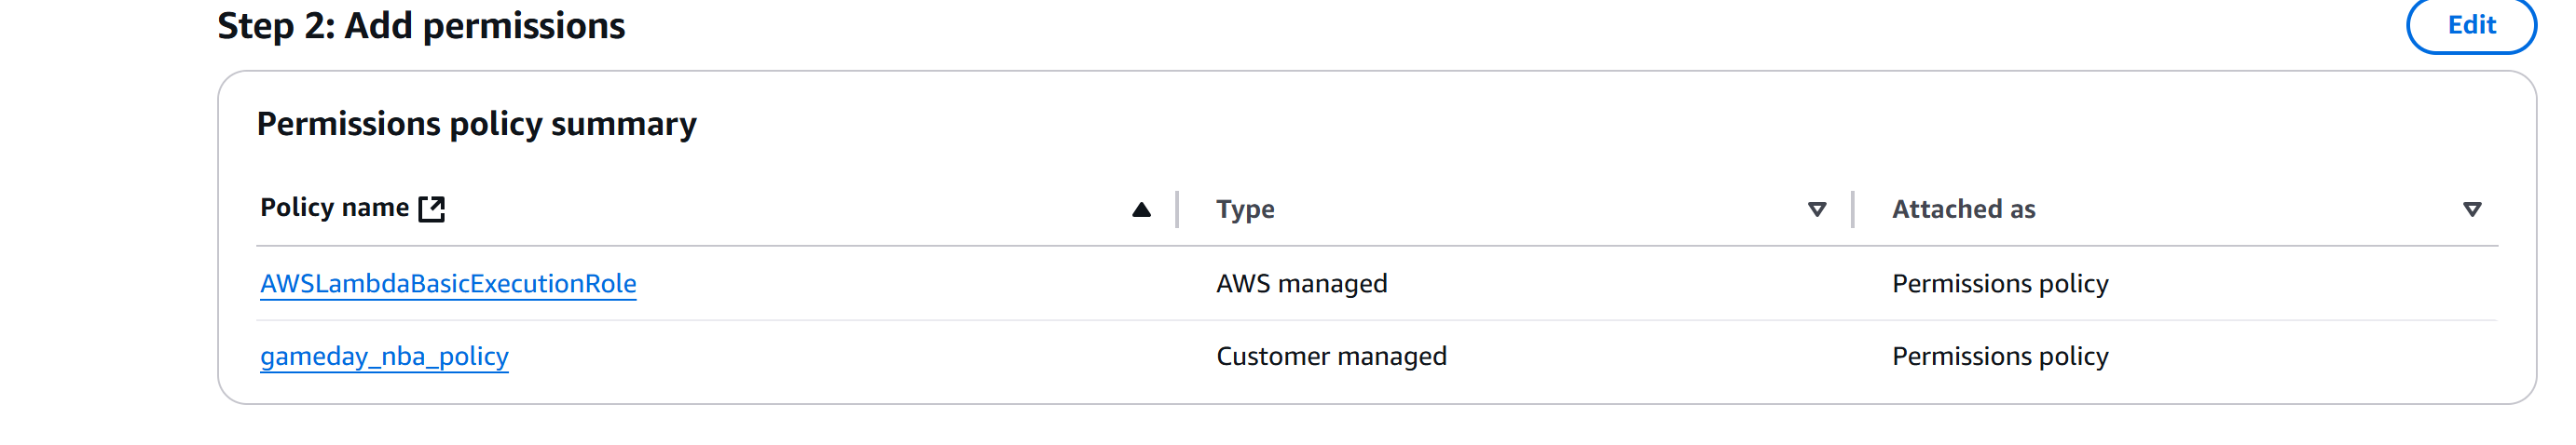 Step 2: Add permissions
Edit
Permissions policy summary
Policy name Type Attached as
AWSLambdaBasicExecutionRole AWS managed Permissions policy
gameday_nba_policy Customer managed Permissions policy